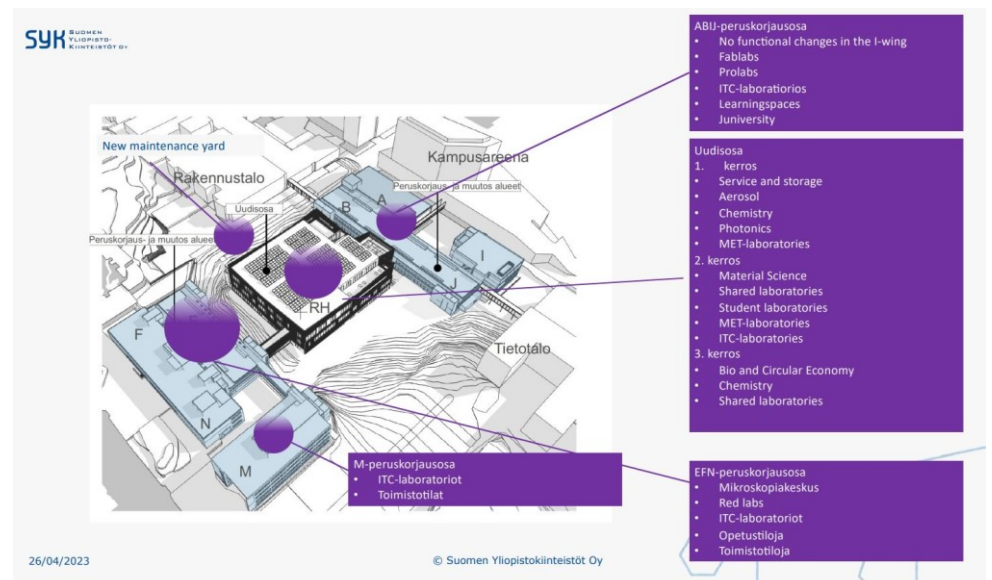 SYK SUOMEN
YLIOPISTO-
KIINTEISTÖT OY
ABIJ-peruskorjausosa
• No functional changes in the I-wing
• Fablabs
• Prolabs
• ITC-laboratiorios
• Learningspaces
• Juniversity
New maintenance yard
Kampusareena
Rakennustalo
Peruskorjaus- ja muutos alueet
Uudisosa
B
A
Peruskorjaus- ja muutos alueet
I
J
RH
F
Tietotalo
N
M
Uudisosa
1. kerros
• Service and storage
• Aerosol
• Chemistry
• Photonics
• MET-laboratories
2. kerros
• Material Science
• Shared laboratories
• Student laboratories
• MET-laboratories
• ITC-laboratories
3. kerros
• Bio and Circular Economy
• Chemistry
• Shared laboratories
M-peruskorjausosa
• ITC-laboratoriot
• Toimistotilat
EFN-peruskorjausosa
• Mikroskopiakeskus
• Red labs
• ITC-laboratoriot
• Opetustiloja
• Toimistotiloja
26/04/2023
© Suomen Yliopistokiinteistöt Oy